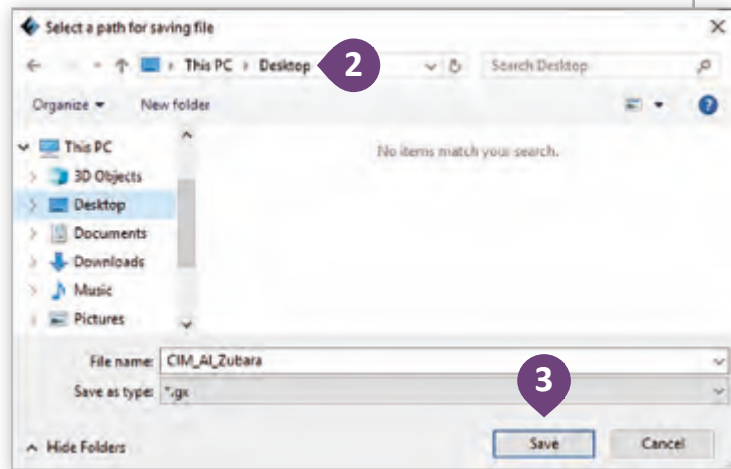 Select a path for saving file
This PC › Desktop
2
Search Desktop
Organize
New folder
This PC
No items match your search.
3D Objects
Desktop
Documents
Downloads
Music
Pictures
File name: CIM_Al_Zubara
Save as type: *.gx
3
Hide Folders
Save
Cancel